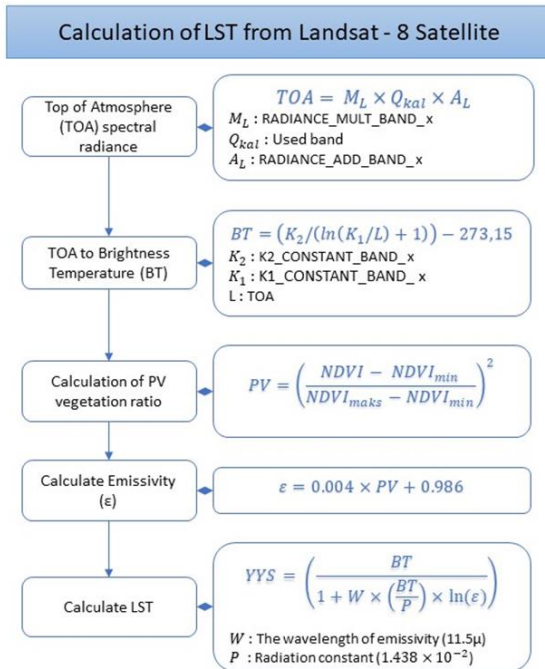 Calculation of LST from Landsat - 8 Satellite
Top of Atmosphere
(TOA) spectral
radiance
TOA = M_L × Q_kal × A_L
M_L : RADIANCE_MULT_BAND_x
Q_kal : Used band
A_L : RADIANCE_ADD_BAND_x
TOA to Brightness
Temperature (BT)
BT = (K_2/(ln(K_1/L) + 1)) − 273,15
K_2 : K2_CONSTANT_BAND_x
K_1 : K1_CONSTANT_BAND_x
L : TOA
Calculation of PV
vegetation ratio
PV = ((NDVI − NDVI_min)/(NDVI_maks − NDVI_min))^2
Calculate Emissivity
(ε)
ε = 0.004 × PV + 0.986
Calculate LST
YYS = (BT/(1 + W × (BT/P) × ln(ε)))
W : The wavelength of emissivity (11.5µ)
P : Radiation constant (1.438 × 10^−2)